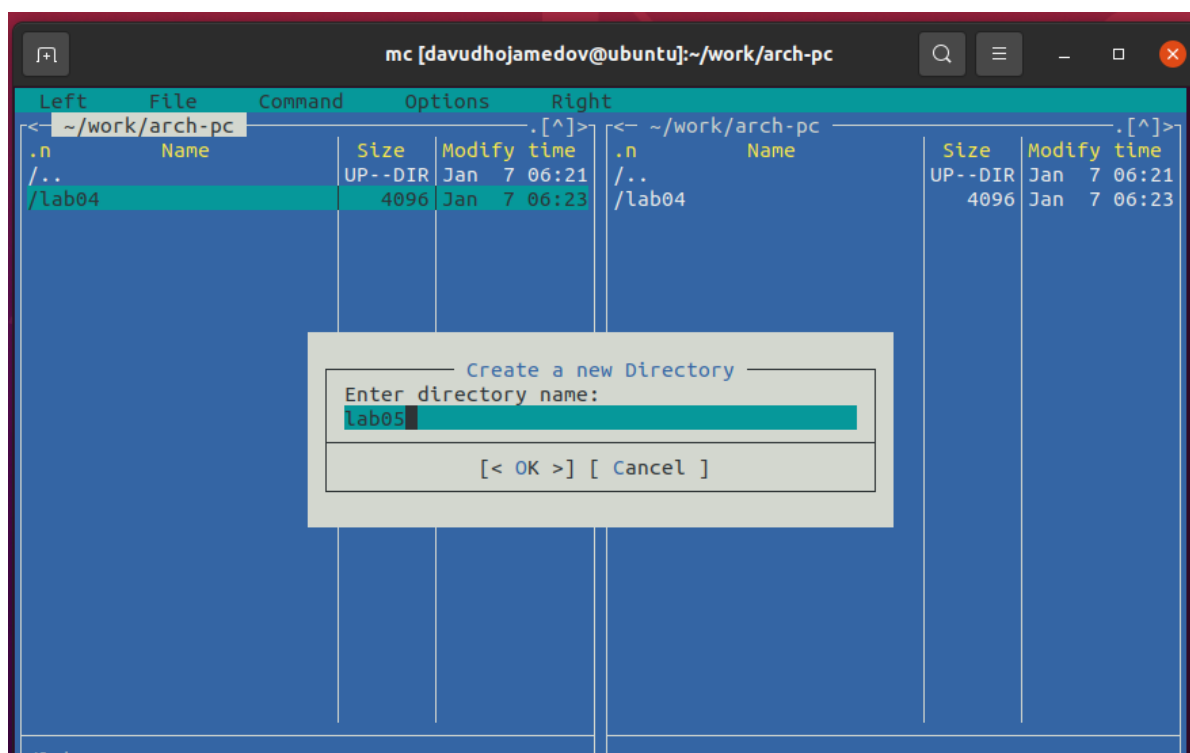 mc [davudhojamedov@ubuntu]:~/work/arch-pc
Left File Command Options Right
<- ~/work/arch-pc .[^]>
.n Name Size Modify time
/.. UP--DIR Jan 7 06:21
/lab04 4096 Jan 7 06:23
<- ~/work/arch-pc .[^]>
.n Name Size Modify time
/.. UP--DIR Jan 7 06:21
/lab04 4096 Jan 7 06:23
Create a new Directory
Enter directory name:
lab05
[< OK >] [ Cancel ]